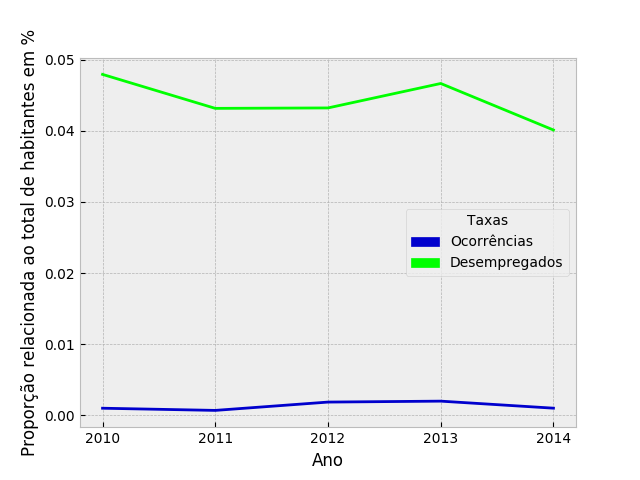 Proporção relacionada ao total de habitantes em %
0.05
0.04
0.03
0.02
0.01
0.00
Taxas
Ocorrências
Desempregados
2010 2011 2012 2013 2014
Ano